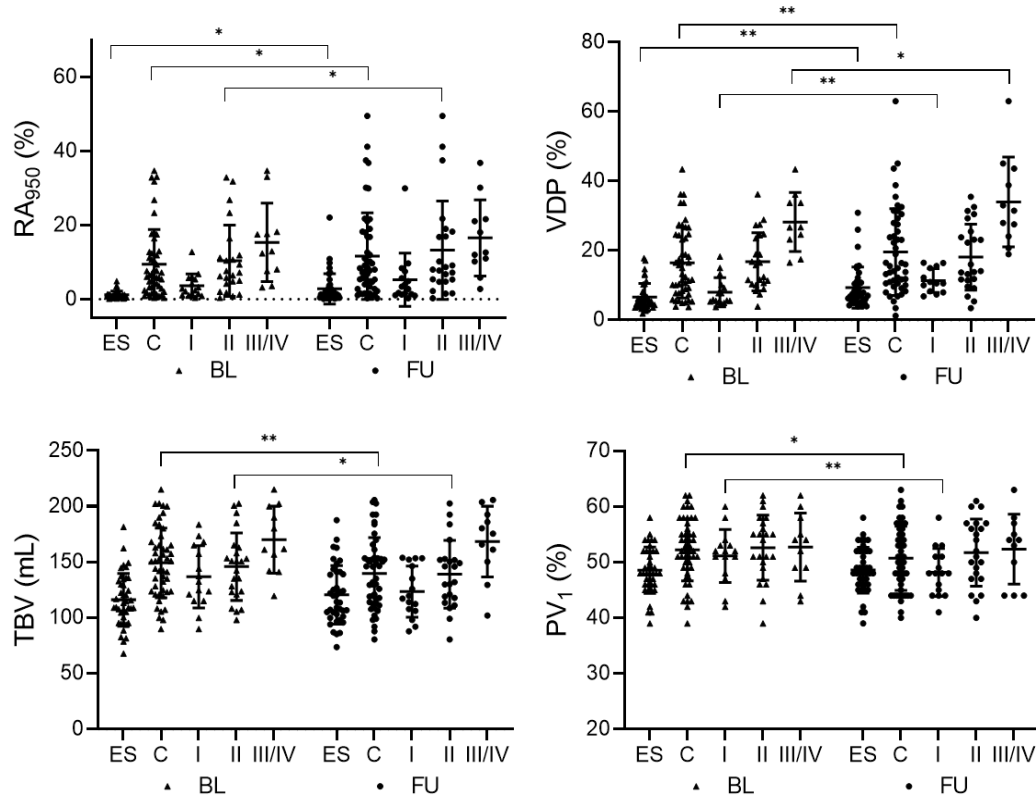 * * *
RA950 (%)
60
40
20
0
ES C I II III/IV ES C I II III/IV
▲ BL ● FU
** ** * **
VDP (%)
80
60
40
20
0
ES C I II III/IV ES C I II III/IV
▲ BL ● FU
** *
TBV (mL)
250
200
150
100
50
0
ES C I II III/IV ES C I II III/IV
▲ BL ● FU
* **
PV1 (%)
70
60
50
40
30
20
ES C I II III/IV ES C I II III/IV
▲ BL ● FU